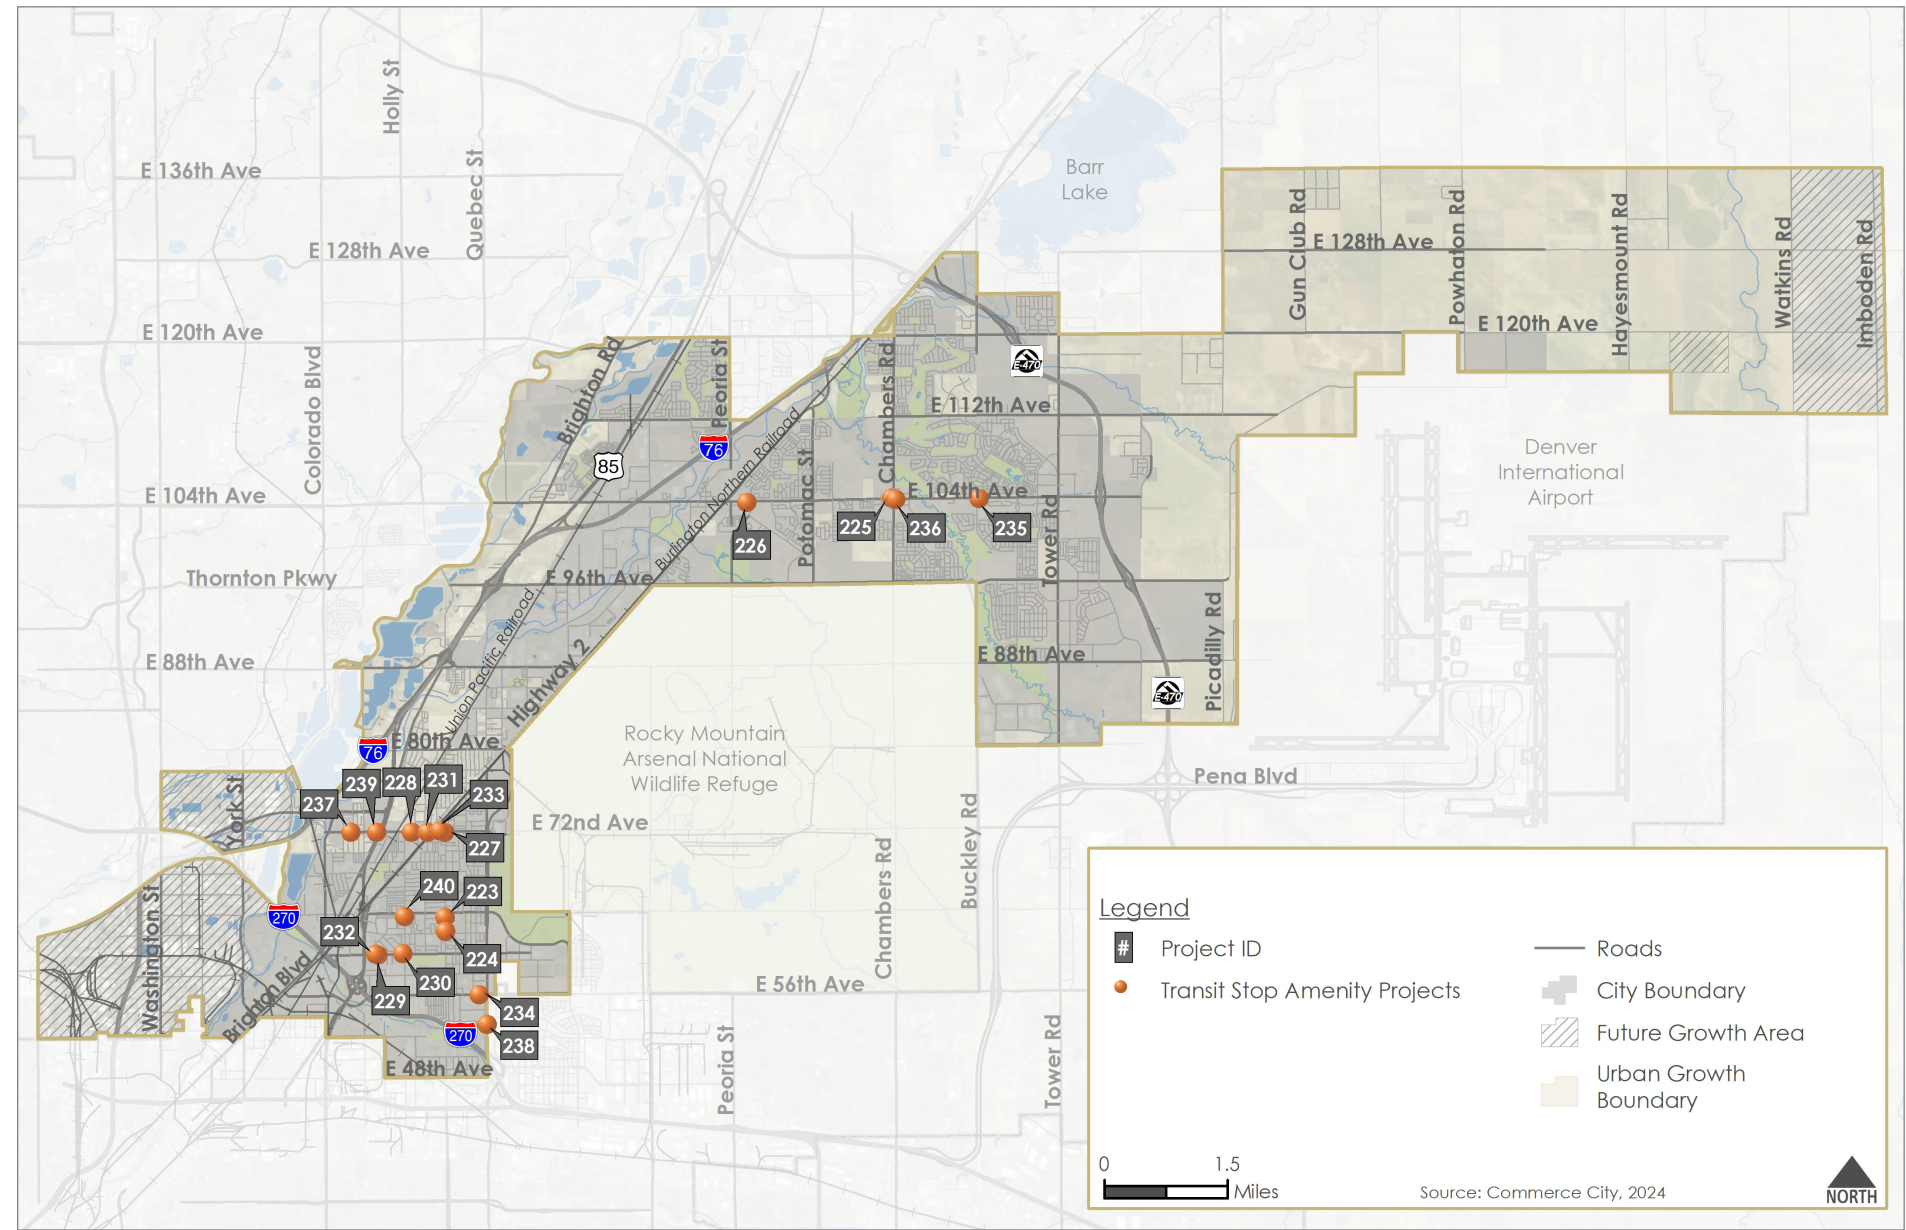 Holly St
E 136th Ave
Quebec St
Barr
Lake
E 128th Ave
Gun Club Rd
E 128th Ave
Powhaton Rd
Hayesmount Rd
Watkins Rd
Imboden Rd
E 120th Ave
E 120th Ave
Colorado Blvd
Brighton Rd
Peoria St
Chambers Rd
E-470
E 112th Ave
76
85
Burlington Northern Railroad
Potomac St
Denver
International
Airport
E 104th Ave
E 104th Ave
225
236
235
226
Tower Rd
Thornton Pkwy
E 96th Ave
Union Pacific Railroad
Picadilly Rd
E 88th Ave
E 88th Ave
Highway 2
E-470
Rocky Mountain
Arsenal National
Wildlife Refuge
76
E 80th Ave
Pena Blvd
York St
237
239
228
231
233
227
E 72nd Ave
Chambers Rd
Buckley Rd
240
223
270
232
224
Washington St
230
229
Brighton Blvd
E 56th Ave
234
238
270
E 48th Ave
Peoria St
Tower Rd
Legend
# Project ID
Transit Stop Amenity Projects
Roads
City Boundary
Future Growth Area
Urban Growth
Boundary
0 1.5
Miles
Source: Commerce City, 2024
NORTH